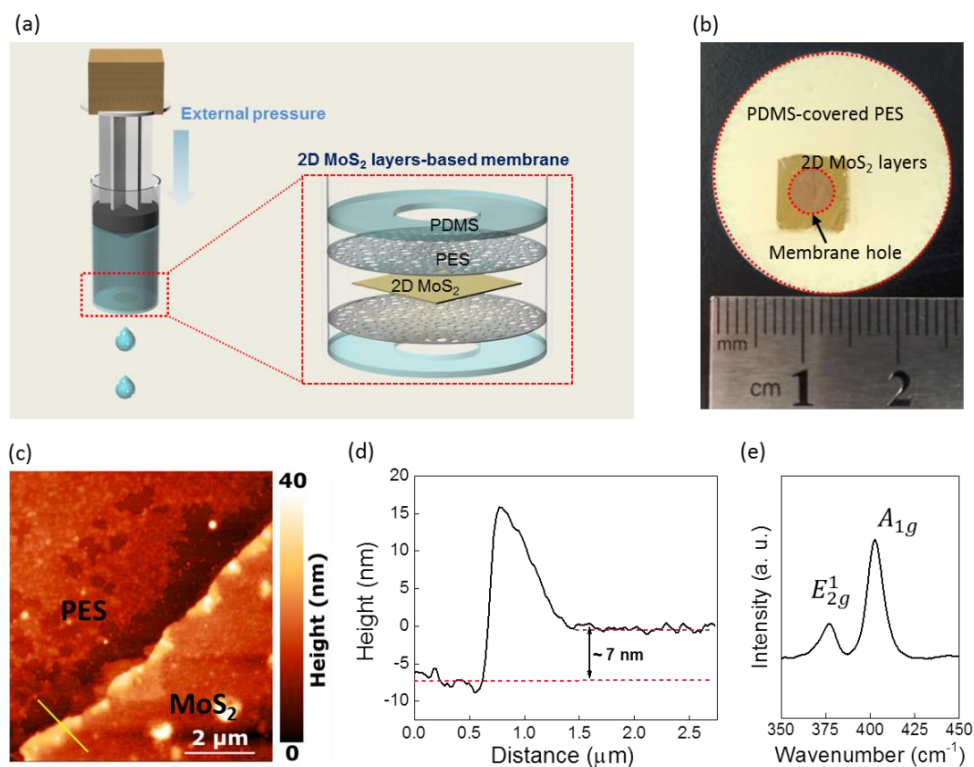 (a)
External pressure
2D MoS₂ layers-based membrane
PDMS
PES
2D MoS₂
(b)
PDMS-covered PES
2D MoS₂ layers
Membrane hole
mm
cm 1 2
(c)
PES
MoS₂
2 μm
40
Height (nm)
0
(d)
Height (nm)
20
15
10
5
0
-5
-10
~ 7 nm
0.0 0.5 1.0 1.5 2.0 2.5
Distance (μm)
(e)
Intensity (a. u.)
E¹₂g
A₁g
350 375 400 425 450
Wavenumber (cm⁻¹)